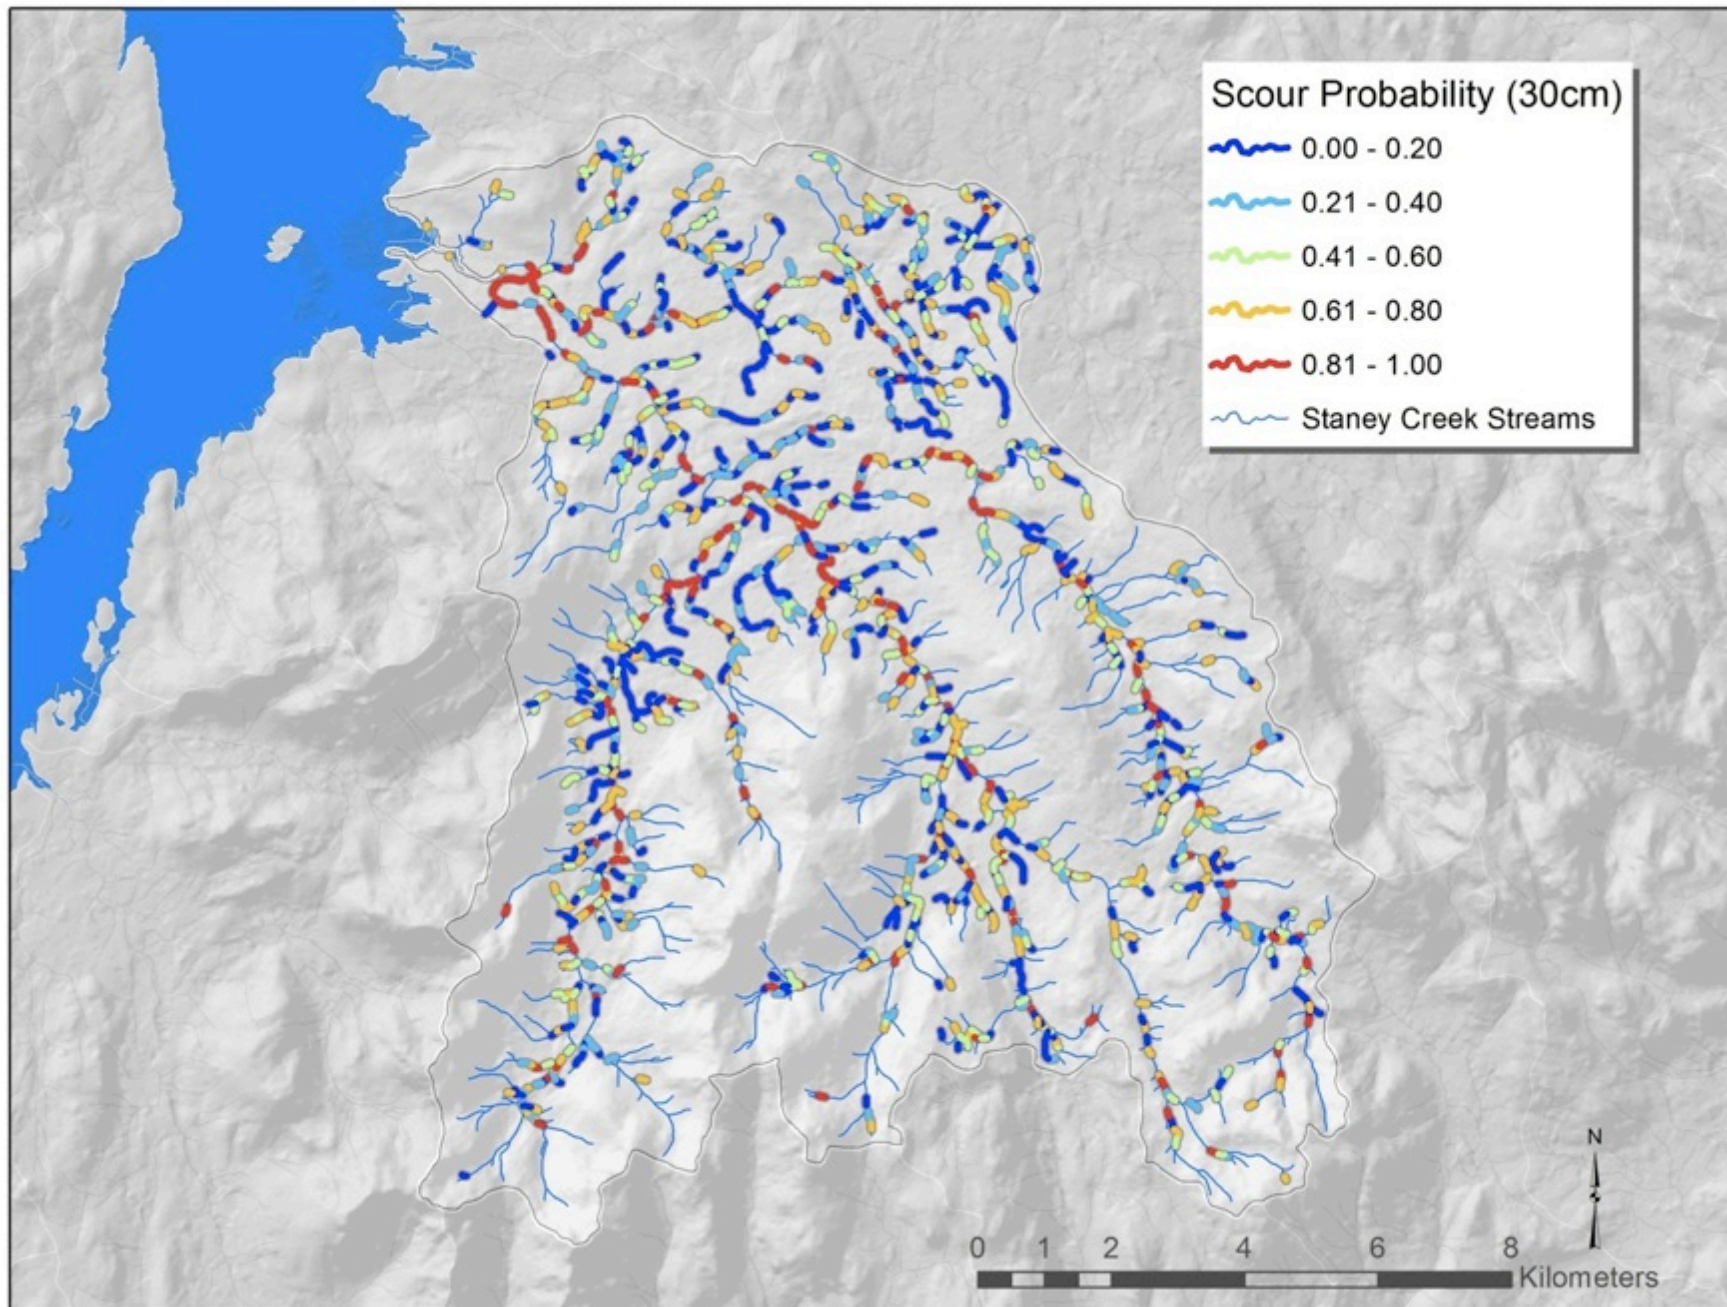 Scour Probability (30cm)
0.00 - 0.20
0.21 - 0.40
0.41 - 0.60
0.61 - 0.80
0.81 - 1.00
Staney Creek Streams
N
0 1 2 4 6 8
Kilometers